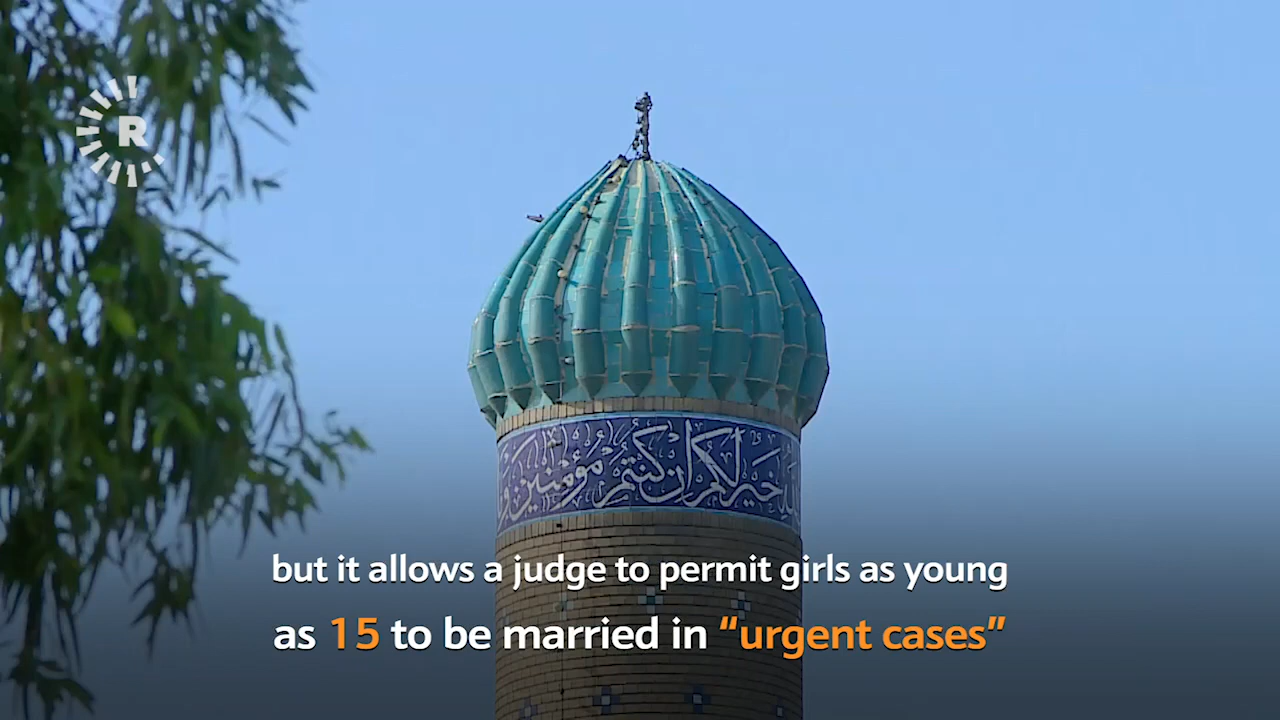 R
الله خير لكم ان كنتم مؤمنين
but it allows a judge to permit girls as young
as 15 to be married in “urgent cases”